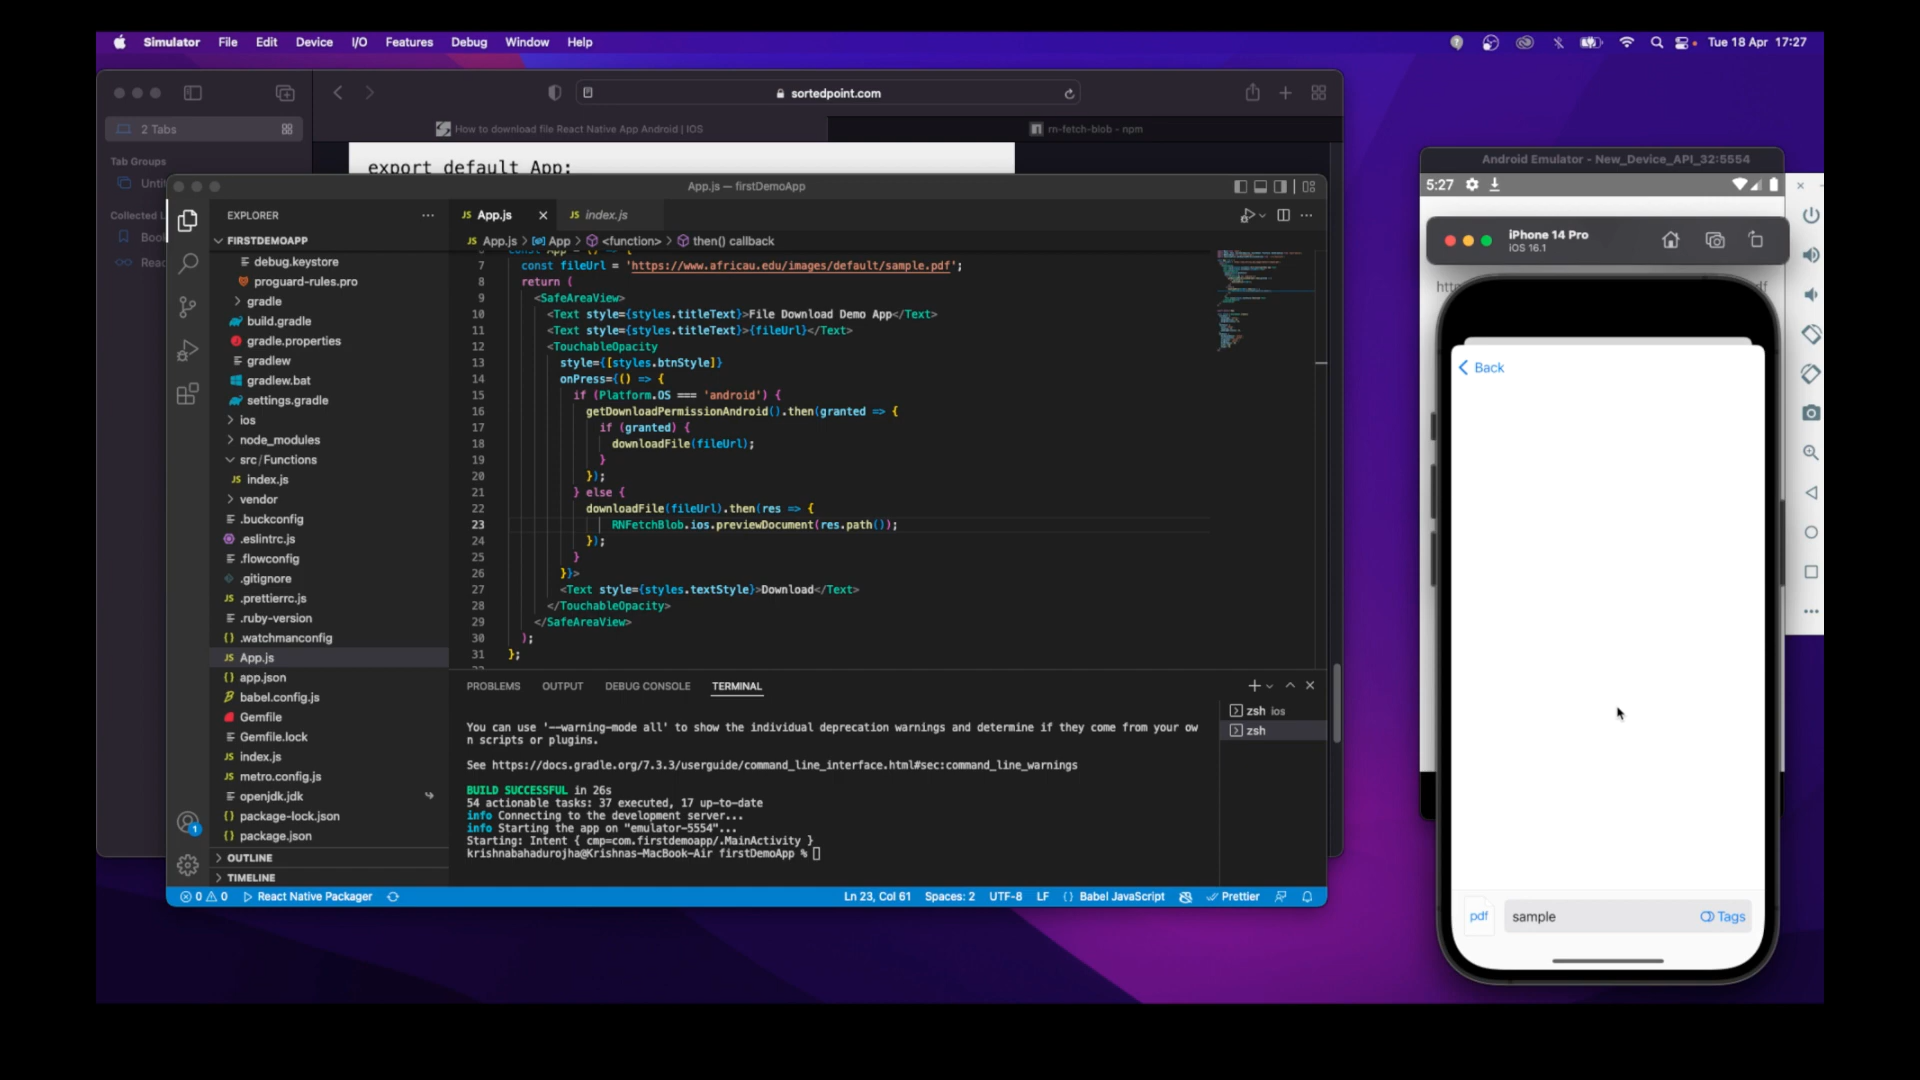 Simulator File Edit Device I/O Features Debug Window Help
Tue 18 Apr 17:27
2 Tabs
Tab Groups
Collected
sortedpoint.com
How to download file React Native App Android | IOS
rn-fetch-blob - npm
export default App;
App.js — firstDemoApp
EXPLORER
FIRSTDEMOAPP
debug.keystore
proguard-rules.pro
gradle
build.gradle
gradle.properties
gradlew
gradlew.bat
settings.gradle
ios
node_modules
src/Functions
JS index.js
vendor
.buckconfig
.eslintrc.js
.flowconfig
.gitignore
.prettierrc.js
.ruby-version
{} .watchmanconfig
JS App.js
{} app.json
babel.config.js
Gemfile
Gemfile.lock
JS index.js
JS metro.config.js
openjdk.jdk
{} package-lock.json
{} package.json
OUTLINE
TIMELINE
JS App.js
JS index.js
JS App.js > App > <function> > then() callback
7 const fileUrl = 'https://www.africau.edu/images/default/sample.pdf';
8 return (
9 <SafeAreaView>
10 <Text style={styles.titleText}>File Download Demo App</Text>
11 <Text style={styles.titleText}>{fileUrl}</Text>
12 <TouchableOpacity
13 style={[styles.btnStyle]}
14 onPress={() => {
15 if (Platform.OS === 'android') {
16 getDownloadPermissionAndroid().then(granted => {
17 if (granted) {
18 downloadFile(fileUrl);
19 }
20 });
21 } else {
22 downloadFile(fileUrl).then(res => {
23 RNFetchBlob.ios.previewDocument(res.path());
24 });
25 }
26 }}>
27 <Text style={styles.textStyle}>Download</Text>
28 </TouchableOpacity>
29 </SafeAreaView>
30 );
31 };
PROBLEMS OUTPUT DEBUG CONSOLE TERMINAL
You can use '--warning-mode all' to show the individual deprecation warnings and determine if they come from your ow
n scripts or plugins.
See https://docs.gradle.org/7.3.3/userguide/command_line_interface.html#sec:command_line_warnings
BUILD SUCCESSFUL in 26s
54 actionable tasks: 37 executed, 17 up-to-date
info Connecting to the development server...
info Starting the app on "emulator-5554"...
Starting: Intent { cmp=com.firstdemoapp/.MainActivity }
krishnabahadurojha@Krishnas-MacBook-Air firstDemoApp %
zsh ios
zsh
1
0 0 React Native Packager
Ln 23, Col 61 Spaces: 2 UTF-8 LF {} Babel JavaScript Prettier
Android Emulator - New_Device_API_32:5554
5:27
iPhone 14 Pro
iOS 16.1
Back
pdf
sample
Tags